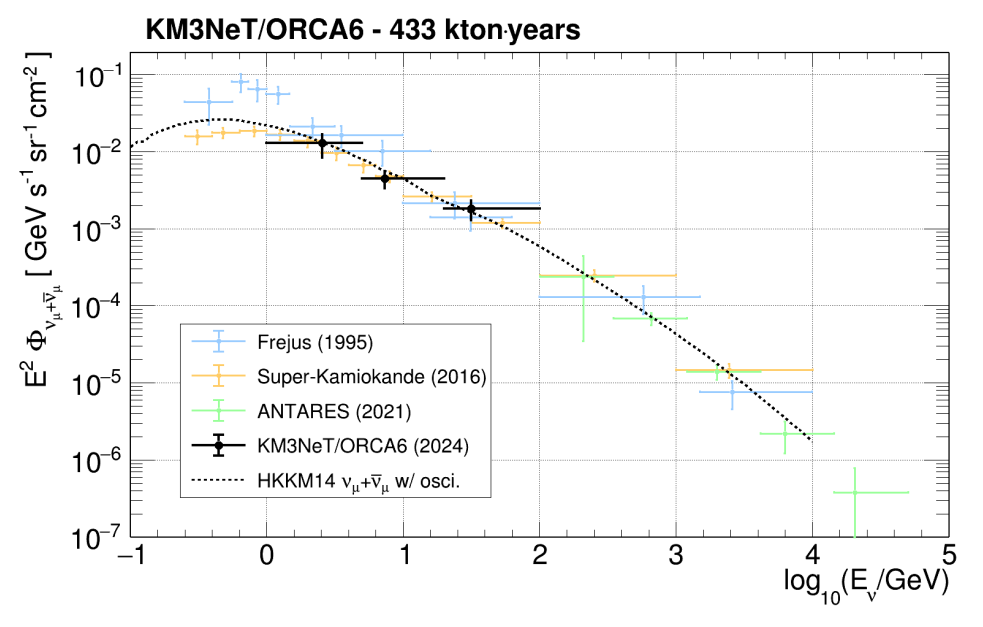 KM3NeT/ORCA6 - 433 kton·years
E² Φ_{ν_μ+ν̅_μ} [ GeV s⁻¹ sr⁻¹ cm⁻² ]
10⁻¹
10⁻²
10⁻³
10⁻⁴
10⁻⁵
10⁻⁶
10⁻⁷
Frejus (1995)
Super-Kamiokande (2016)
ANTARES (2021)
KM3NeT/ORCA6 (2024)
HKKM14 ν_μ+ν̅_μ w/ osci.
−1 0 1 2 3 4 5
log₁₀(E_ν/GeV)